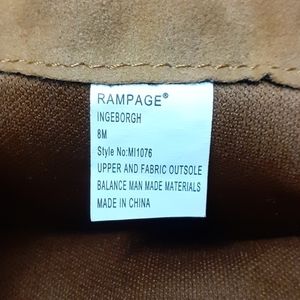 RAMPAGE®
INGEBORGH
8M
Style No:MI1076
UPPER AND FABRIC OUTSOLE
BALANCE MAN MADE MATERIALS
MADE IN CHINA